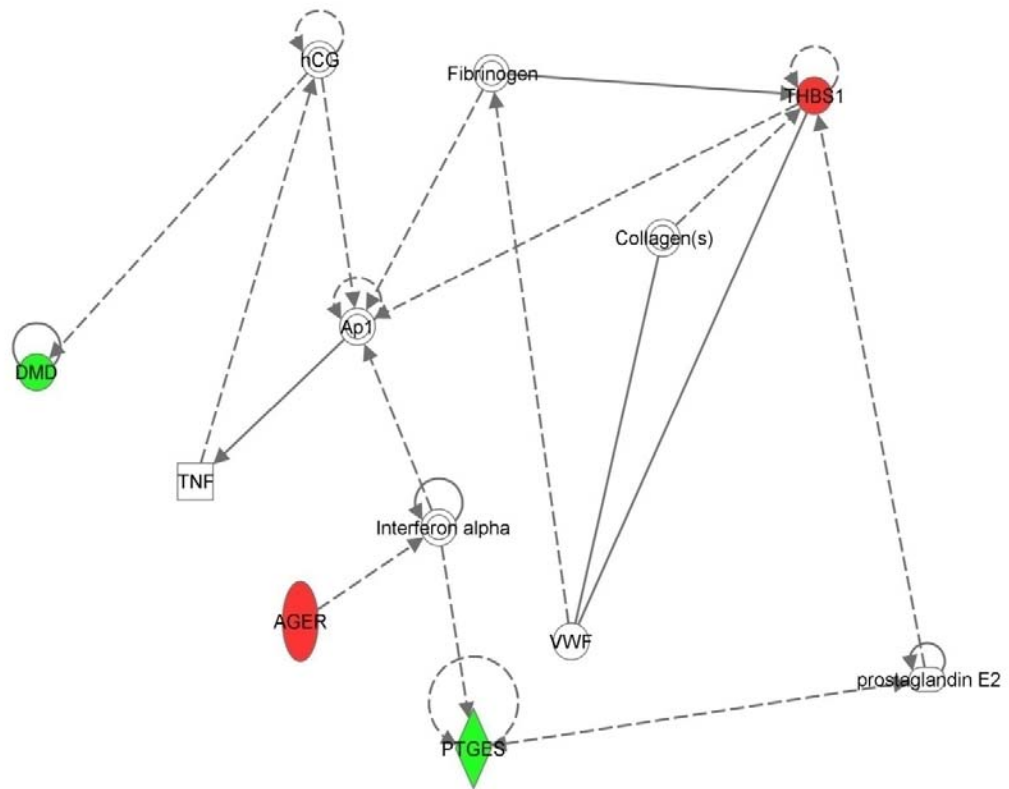 hCG
Fibrinogen
THBS1
Collagen(s)
Ap1
DMD
TNF
Interferon alpha
AGER
VWF
prostaglandin E2
PTGES